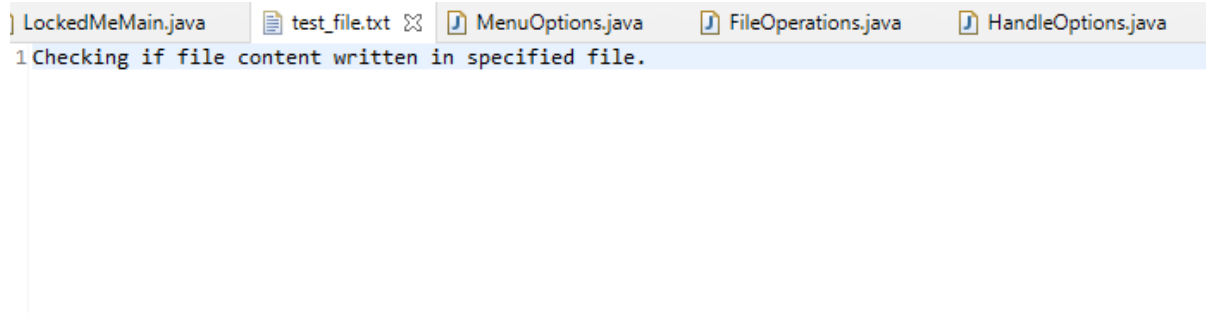 LockedMeMain.java test_file.txt MenuOptions.java FileOperations.java HandleOptions.java
1 Checking if file content written in specified file.